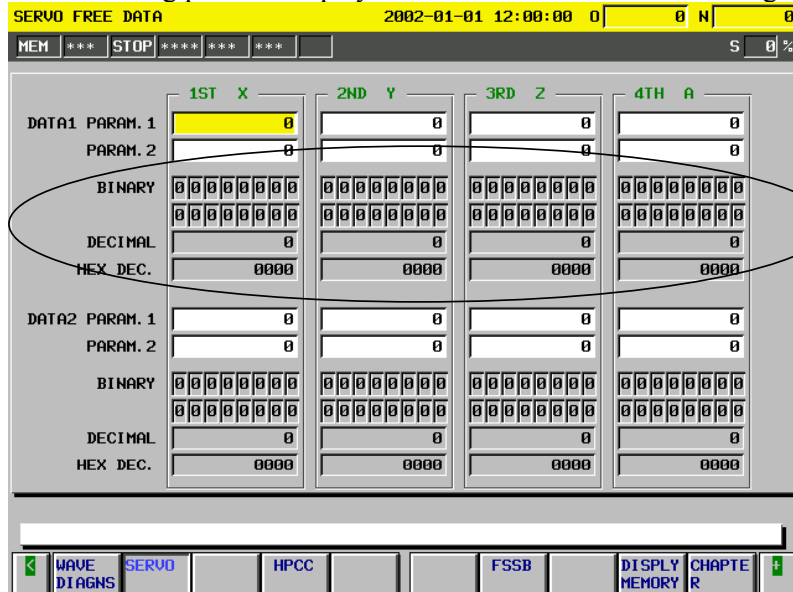 SERVO FREE DATA 2002-01-01 12:00:00 O 0 N 0
MEM *** STOP **** *** *** S 0 %
1ST X 2ND Y 3RD Z 4TH A
DATA1 PARAM.1 0 0 0 0
PARAM.2 0 0 0 0
BINARY 00000000 00000000 00000000 00000000
00000000 00000000 00000000 00000000
DECIMAL 0 0 0 0
HEX DEC. 0000 0000 0000 0000
DATA2 PARAM.1 0 0 0 0
PARAM.2 0 0 0 0
BINARY 00000000 00000000 00000000 00000000
00000000 00000000 00000000 00000000
DECIMAL 0 0 0 0
HEX DEC. 0000 0000 0000 0000
< WAVE SERVO HPCC FSSB DISPLY CHAPTE +
DIAGNS MEMORY R